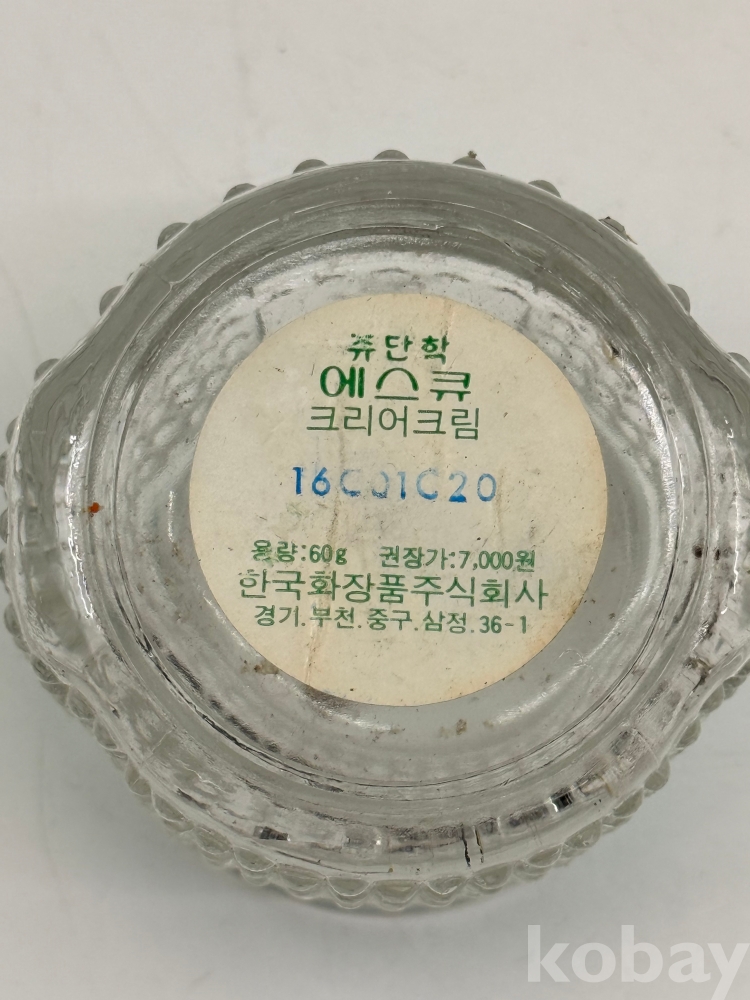 쥬단학
에스큐
크리어크림
16C01C20
용량:60g 권장가:7,000원
한국화장품주식회사
경기.부천.중구.삼정.36-1
kobay